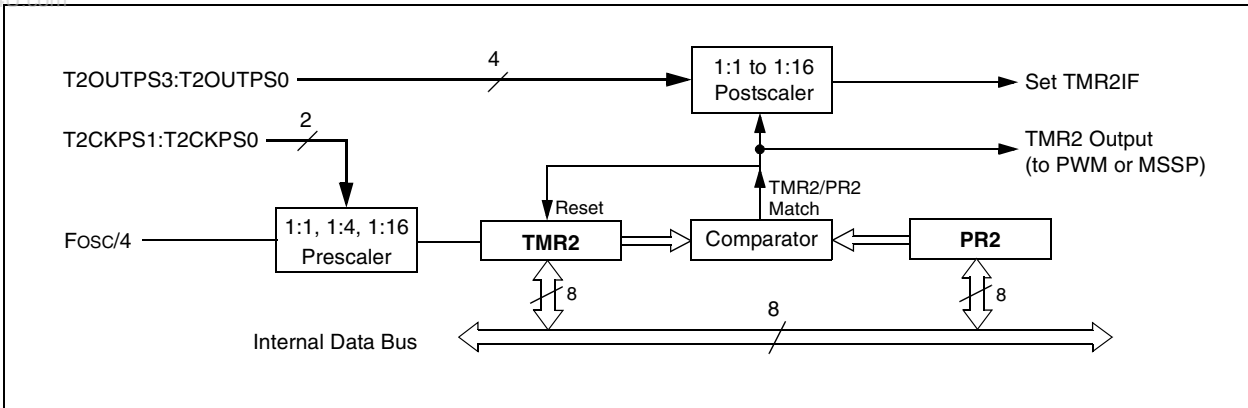 T2OUTPS3:T2OUTPS0
4
1:1 to 1:16
Postscaler
Set TMR2IF
T2CKPS1:T2CKPS0
2
TMR2 Output
(to PWM or MSSP)
TMR2/PR2
Match
Reset
FOSC/4
1:1, 1:4, 1:16
Prescaler
TMR2
Comparator
PR2
8
8
8
Internal Data Bus